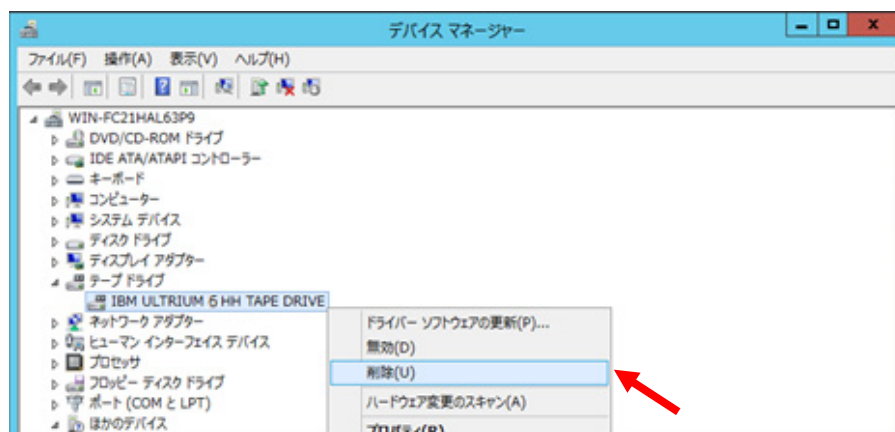 デバイス マネージャー
ファイル(F) 操作(A) 表示(V) ヘルプ(H)
WIN-FC21HAL63P9
DVD/CD-ROM ドライブ
IDE ATA/ATAPI コントローラー
キーボード
コンピューター
システム デバイス
ディスク ドライブ
ディスプレイ アダプター
テープ ドライブ
IBM ULTRIUM 6 HH TAPE DRIVE
ネットワーク アダプター
ヒューマン インターフェイス デバイス
プロセッサ
フロッピー ディスク ドライブ
ポート (COM と LPT)
ほかのデバイス
ドライバー ソフトウェアの更新(P)...
無効(D)
削除(U)
ハードウェア変更のスキャン(A)
プロパティ(R)